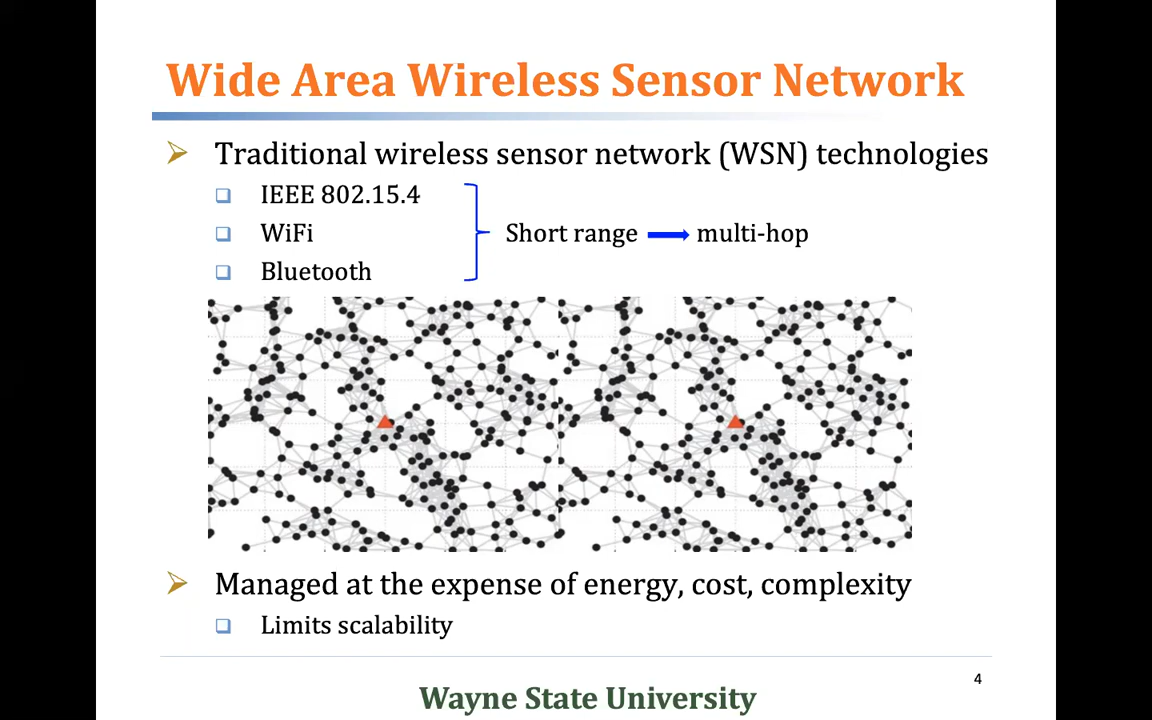 Wide Area Wireless Sensor Network
Traditional wireless sensor network (WSN) technologies
IEEE 802.15.4
WiFi
Short range
multi-hop
Bluetooth
Managed at the expense of energy, cost, complexity
Limits scalability
4
Wayne State University